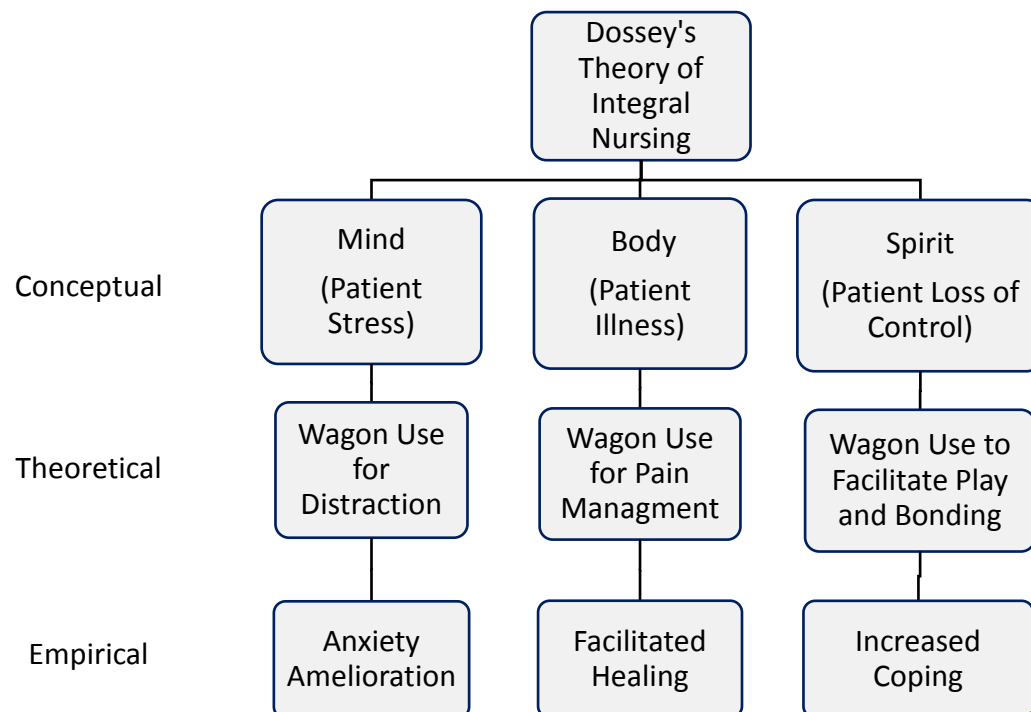 Dossey's
Theory of
Integral
Nursing
Conceptual
Mind
(Patient
Stress)
Body
(Patient
Illness)
Spirit
(Patient Loss of
Control)
Theoretical
Wagon Use
for
Distraction
Wagon Use
for Pain
Managment
Wagon Use to
Facilitate Play
and Bonding
Empirical
Anxiety
Amelioration
Facilitated
Healing
Increased
Coping